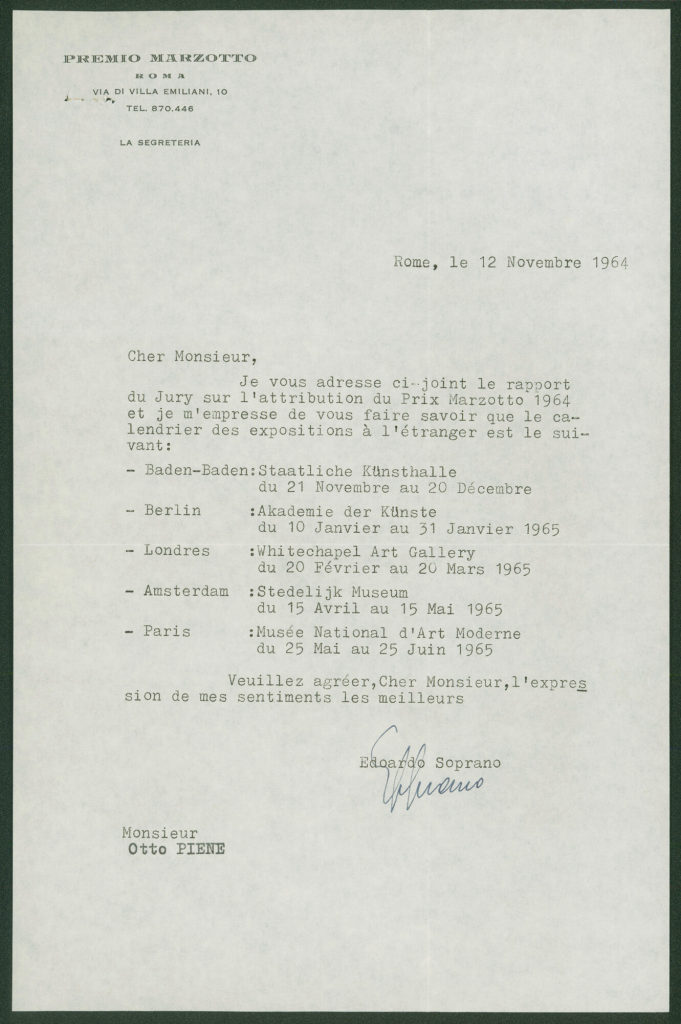 PREMIO MARZOTTO
ROMA
VIA DI VILLA EMILIANI, 10
TEL. 870.446
LA SEGRETERIA
Rome, le 12 Novembre 1964
Cher Monsieur,
Je vous adresse ci-joint le rapport
du Jury sur l'attribution du Prix Marzotto 1964
et je m'empresse de vous faire savoir que le ca-
lendrier des expositions à l'étranger est le sui-
vant:
- Baden-Baden:Staatliche Künsthalle
du 21 Novembre au 20 Décembre
- Berlin :Akademie der Künste
du 10 Janvier au 31 Janvier 1965
- Londres :Whitechapel Art Gallery
du 20 Février au 20 Mars 1965
- Amsterdam :Stedelijk Museum
du 15 Avril au 15 Mai 1965
- Paris :Musée National d'Art Moderne
du 25 Mai au 25 Juin 1965
Veuillez agréer,Cher Monsieur,l'expres
sion de mes sentiments les meilleurs
Edoardo Soprano
Monsieur
Otto PIENE